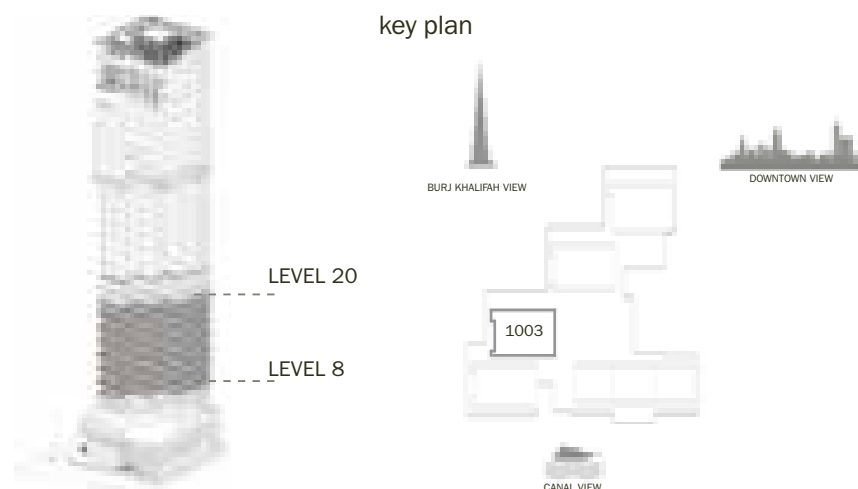 key plan
BURJ KHALIFAH VIEW
DOWNTOWN VIEW
LEVEL 20
1003
LEVEL 8
CANAL VIEW